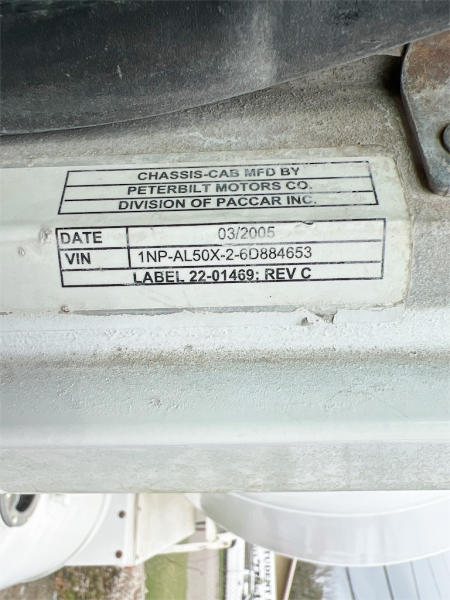 CHASSIS-CAB MFD BY
PETERBILT MOTORS CO.
DIVISION OF PACCAR INC.
DATE 03/2005
VIN 1NP-AL50X-2-6D884653
LABEL 22-01469; REV C
STUDENT